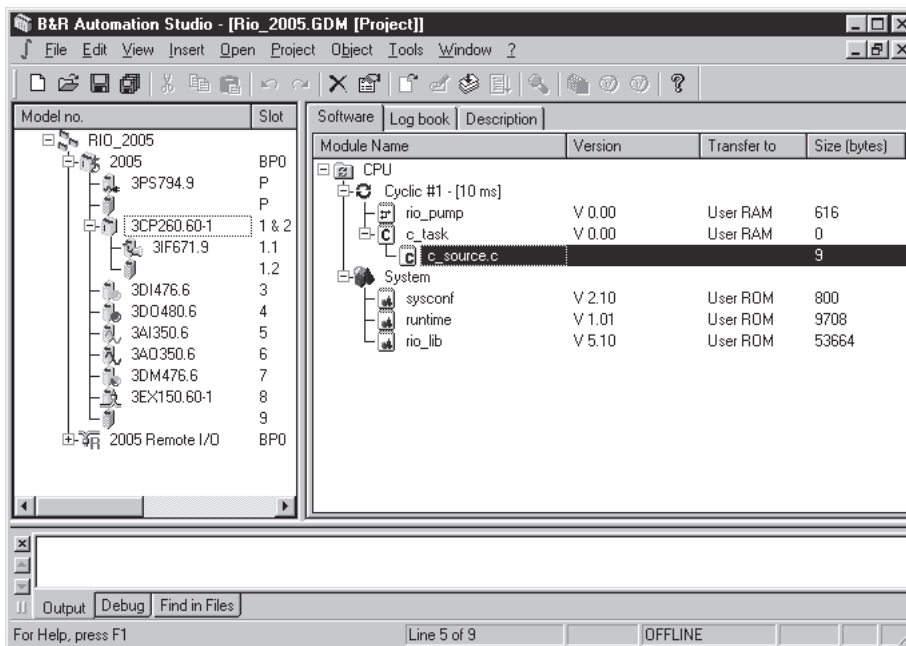 B&R Automation Studio - [Rio_2005.GDM [Project]]
File Edit View Insert Open Project Object Tools Window ?
Model no. Slot
RIO_2005
2005 BP0
3PS794.9 P
P
3CP260.60-1 1 & 2
3IF671.9 1.1
1.2
3DI476.6 3
3DO480.6 4
3AI350.6 5
3AO350.6 6
3DM476.6 7
3EX150.60-1 8
9
2005 Remote I/O BP0
Software Log book Description
Module Name Version Transfer to Size (bytes)
CPU
Cyclic #1 - [10 ms]
rio_pump V 0.00 User RAM 616
c_task V 0.00 User RAM 0
c_source.c 9
System
sysconf V 2.10 User ROM 800
runtime V 1.01 User ROM 9708
rio_lib V 5.10 User ROM 53664
Output Debug Find in Files
For Help, press F1 Line 5 of 9 OFFLINE